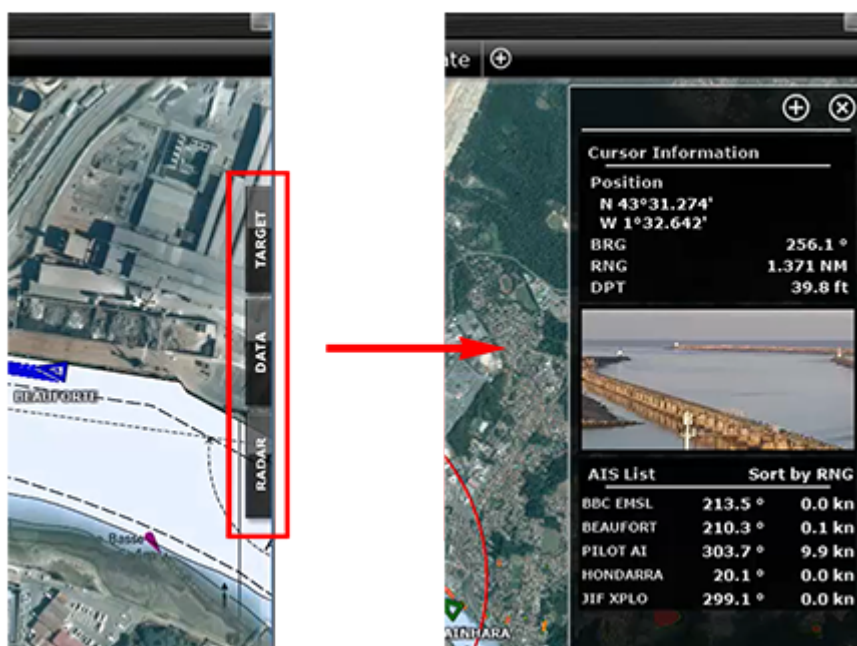 TARGET
DATA
RADAR
BEAUFORTE
Basse
ate
Cursor Information
Position
N 43°31.274'
W 1°32.642'
BRG 256.1 °
RNG 1.371 NM
DPT 39.8 ft
AIS List Sort by RNG
BBC EMSL 213.5 ° 0.0 kn
BEAUFORT 210.3 ° 0.1 kn
PILOT AI 303.7 ° 9.9 kn
HONDARRA 20.1 ° 0.0 kn
JIF XPLO 299.1 ° 0.0 kn
AINHARA